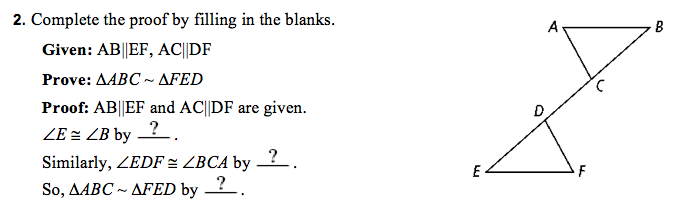 2. Complete the proof by filling in the blanks.
Given: AB||EF, AC||DF
Prove: ΔABC ~ ΔFED
Proof: AB||EF and AC||DF are given.
∠E ≅ ∠B by ? .
Similarly, ∠EDF ≅ ∠BCA by ? .
So, ΔABC ~ ΔFED by ? .
A B
C
D
E F